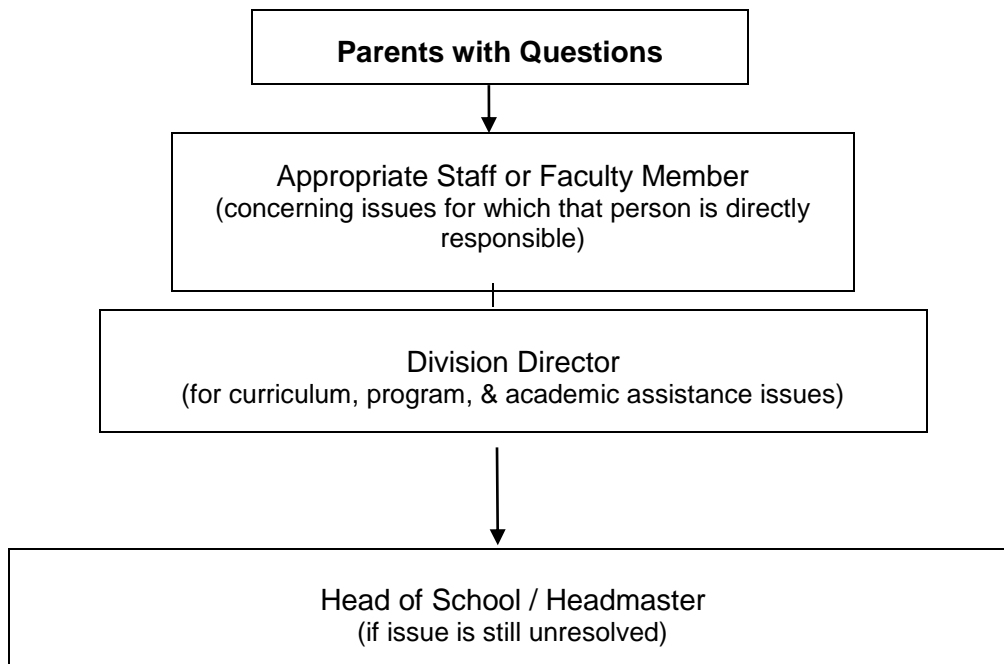 Parents with Questions
Appropriate Staff or Faculty Member
(concerning issues for which that person is directly
responsible)
Division Director
(for curriculum, program, & academic assistance issues)
Head of School / Headmaster
(if issue is still unresolved)